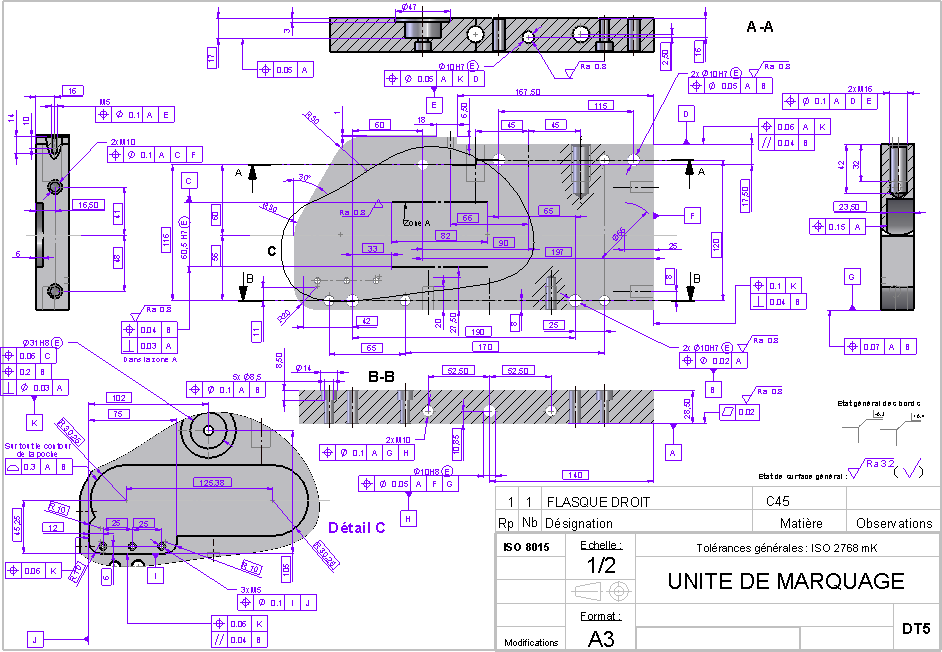 Ø47
A-A
3
17
0.05 A
Ø10H7 E
Ø 0.05 A K D
E
Ra 0.8
2,50
16
2x Ø10H7 E
Ra 0.8
Ø 0.05 A B
167,50
2xM16
Ø 0.1 A D E
16
M5
Ø 0.1 A E
14
10
2xM10
Ø 0.1 A C F
R30
1
60
18
6,50
45
45
115
D
0.06 A K
// 0.04 B
42
32
A
A
C
30°
R30
Ra 0.8
Zone A
66
65
17,50
F
23,50
0.15 A
16,50
41
48
6
116
60,5 H7 E
60
56
C
82
33
90
197
25
120
G
B
B
8
0.1 K
⊥ 0.04 B
Ra 0.8
0.04 B
⊥ 0.03 A
Dans la zone A
11
R20
42
20
27,50
8
25
190
65
170
2x Ø10H7 E
Ra 0.8
Ø 0.02 A
B
0.07 A B
Ø31H8 E
0.06 C
0.2 B
⊥ Ø 0.03 A
K
5x Ø8,5
Ø 0.1 A B
8,50
Ø14
B-B
52,50
52,50
28,50
Ra 0.8
0.02
A
Etat général des bords
102
75
R 39,25
Sur tout le contour
de la poche
0.3 A B
125,38
2xM10
Ø 0.1 A G H
10,85
Ø10H8 E
Ø 0.05 A F G
H
140
Etat de surface général :
Ra 3.2
R 10
45,25
12
25
25
Détail C
R 39,25
0.06 K
R10
6
I
R 10
105
3xM5
Ø 0.1 I J
0.06 K
// 0.04 B
J
1 1 FLASQUE DROIT C45
Rp Nb Désignation Matière Observations
ISO 8015
Echelle :
1/2
Tolérances générales : ISO 2768 mK
UNITE DE MARQUAGE
Format :
A3
Modifications
DT5